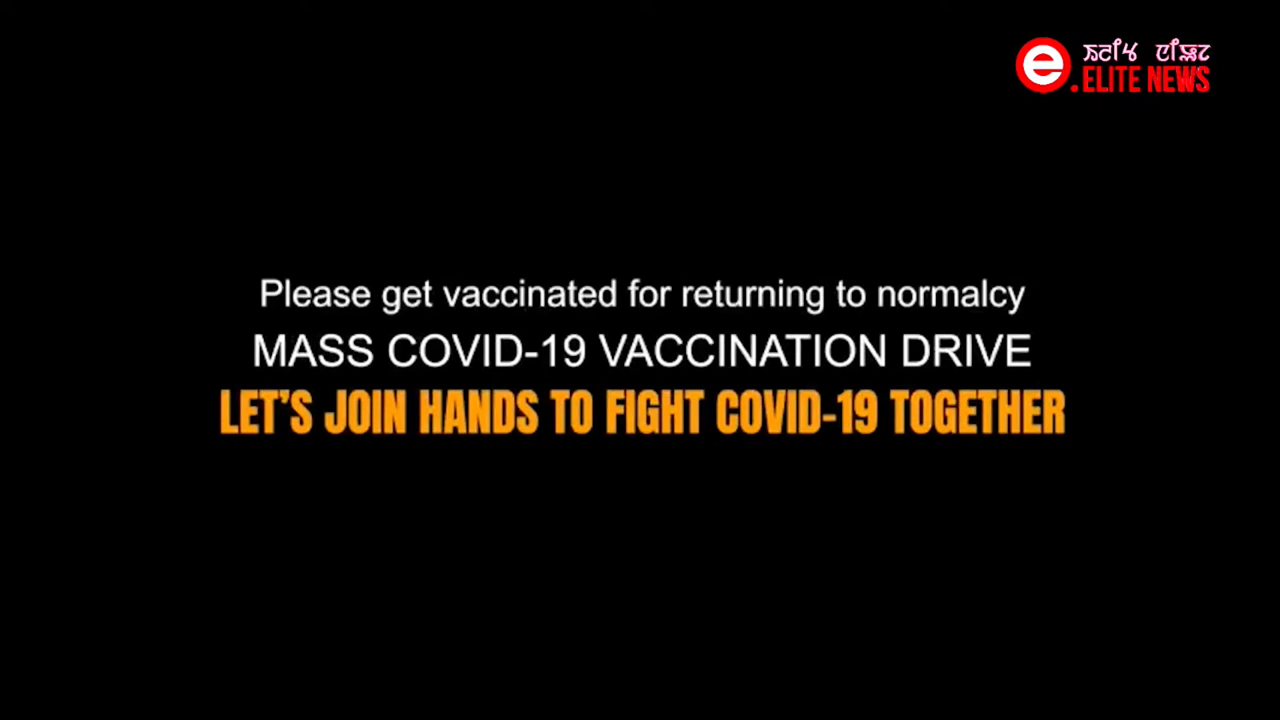 e
.ELITE NEWS
Please get vaccinated for returning to normalcy
MASS COVID-19 VACCINATION DRIVE
LET'S JOIN HANDS TO FIGHT COVID-19 TOGETHER